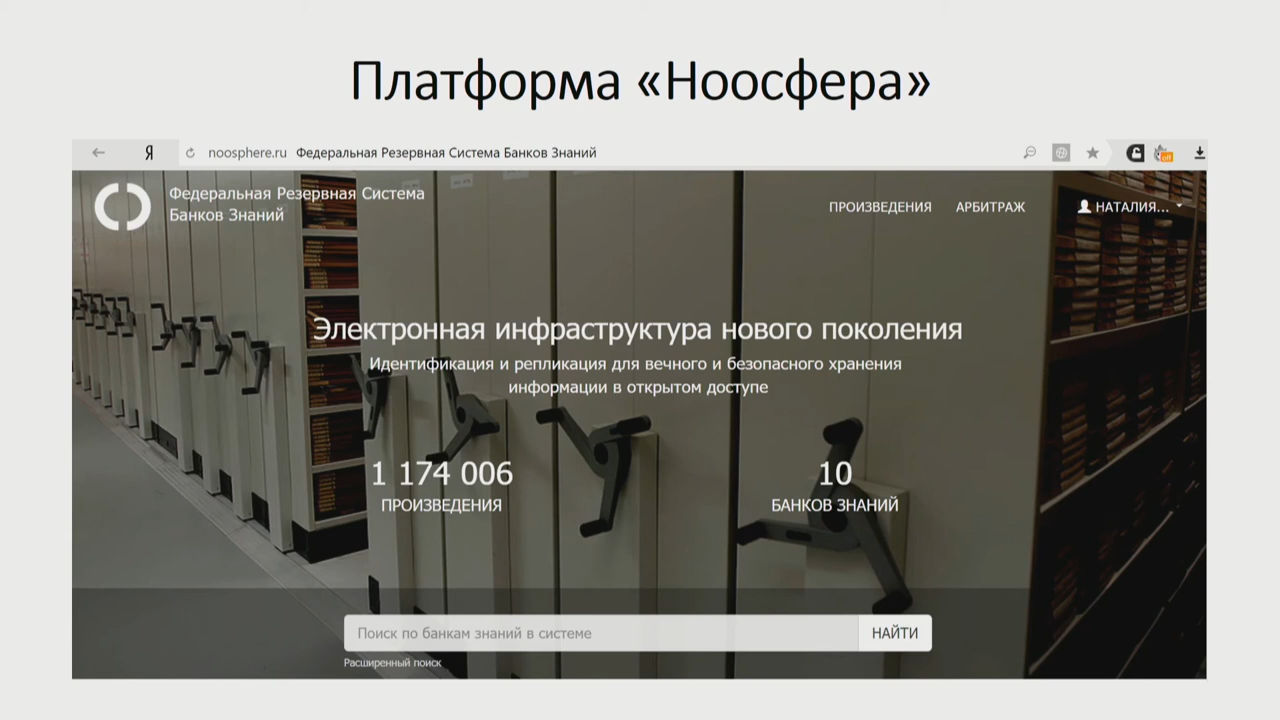 Платформа «Ноосфера»
Я noosphere.ru Федеральная Резервная Система Банков Знаний
Федеральная Резервная Система
Банков Знаний
ПРОИЗВЕДЕНИЯ АРБИТРАЖ НАТАЛИЯ...
Электронная инфраструктура нового поколения
Идентификация и репликация для вечного и безопасного хранения
информации в открытом доступе
1 174 006 10
ПРОИЗВЕДЕНИЯ БАНКОВ ЗНАНИЙ
Поиск по банкам знаний в системе НАЙТИ
Расширенный поиск